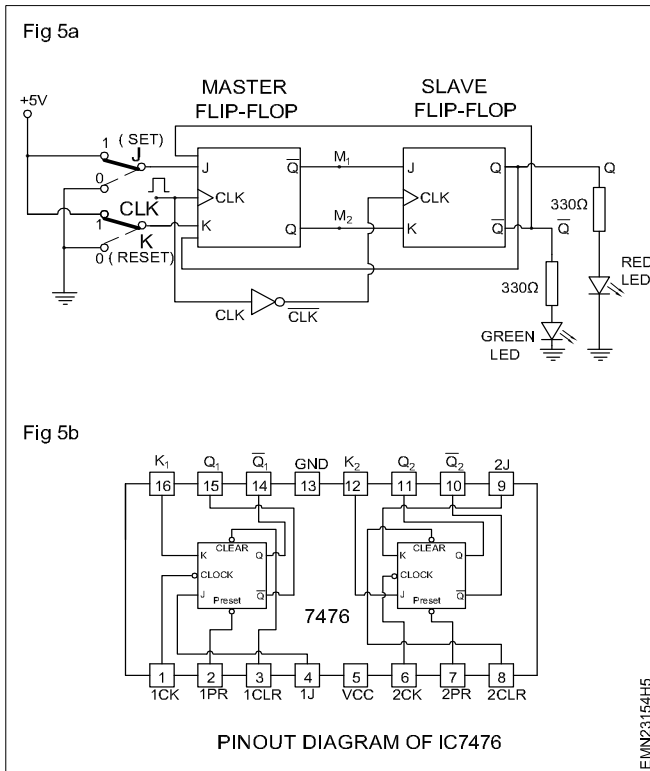 Fig 5a
MASTER
FLIP-FLOP
SLAVE
FLIP-FLOP
+5V
1 ( SET)
J
0
CLK
1
K
0 ( RESET)
J
Q̅
CLK
K
Q
M₁
M₂
J
Q
CLK
K
Q̅
Q
Q̅
330Ω
330Ω
RED
LED
GREEN
LED
CLK
C̅L̅K̅
Fig 5b
K₁ Q₁ Q̅₁ GND K₂ Q₂ Q̅₂ 2J
16 15 14 13 12 11 10 9
CLEAR
K Q
CLOCK
J Q̅
Preset
CLEAR
K Q
CLOCK
J Q̅
Preset
7476
1 2 3 4 5 6 7 8
1CK 1PR 1CLR 1J VCC 2CK 2PR 2CLR
PINOUT DIAGRAM OF IC7476
EMN23154H5